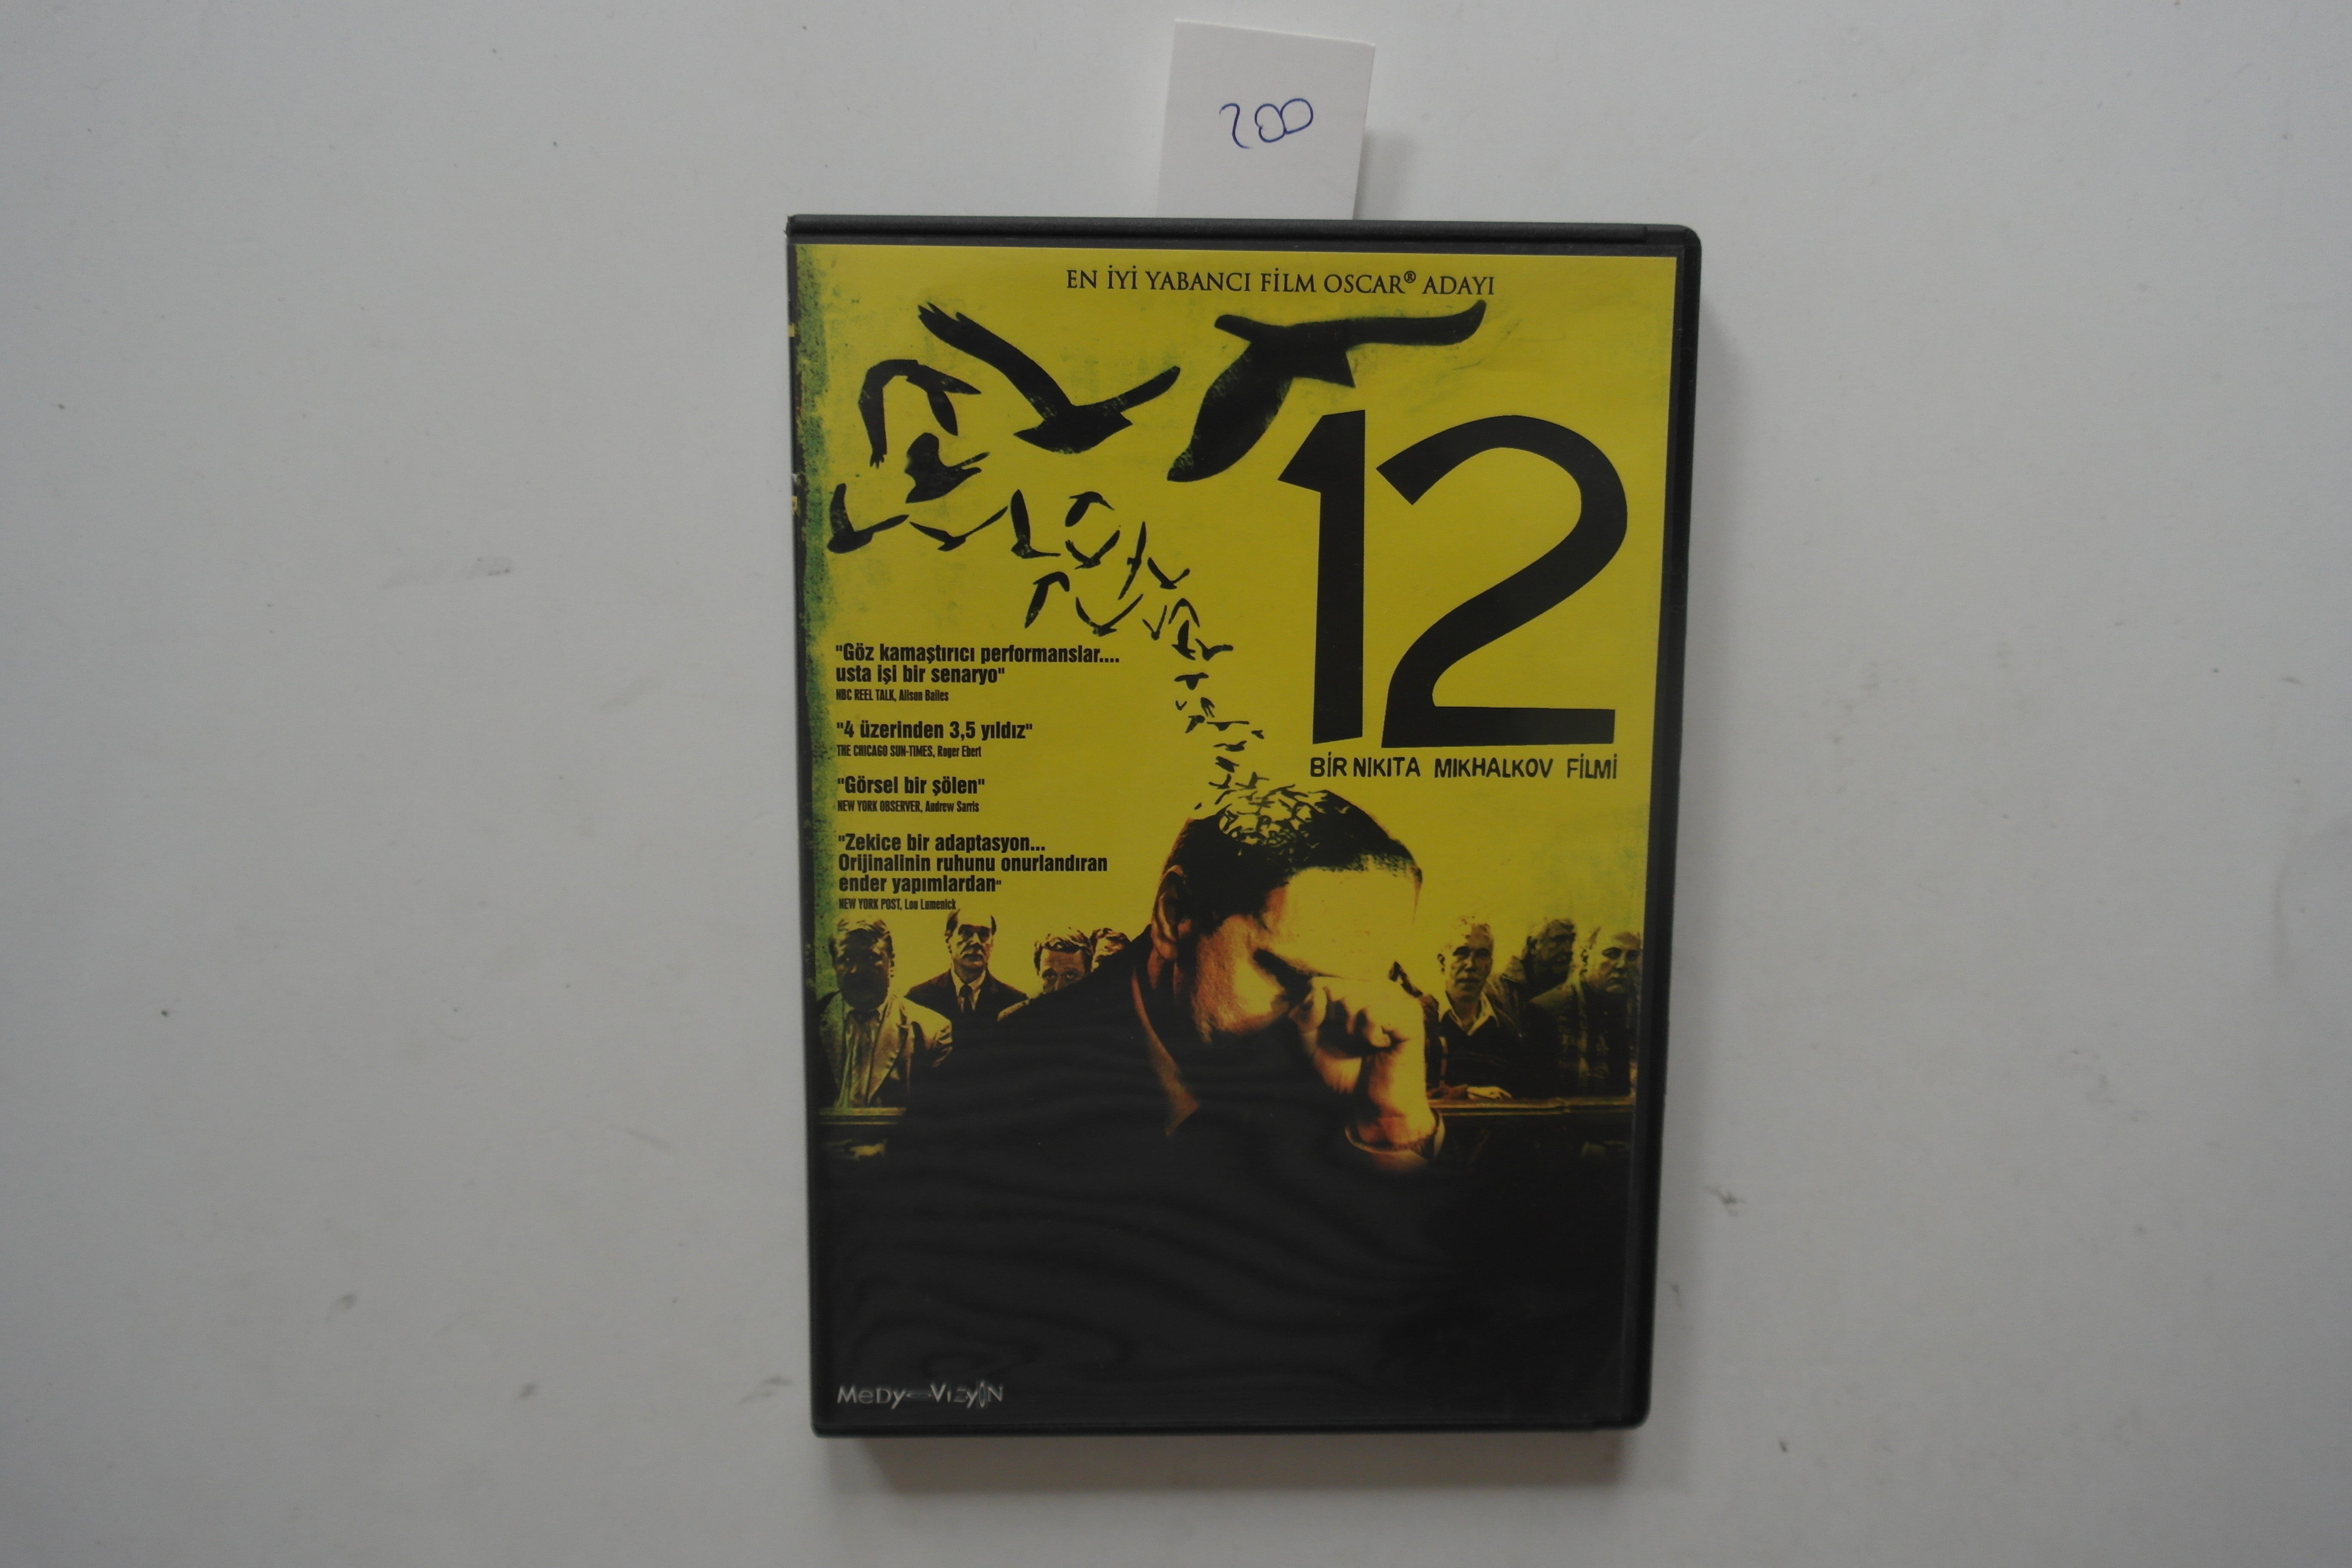 200
EN İYİ YABANCI FİLM OSCAR® ADAYI
12
BİR NIKITA MIKHALKOV FİLMİ
"Göz kamaştırıcı performanslar....
usta işi bir senaryo"
NBC REEL TALK, Alison Bailes
"4 üzerinden 3,5 yıldız"
THE CHICAGO SUN-TIMES, Roger Ebert
"Görsel bir şölen"
NEW YORK OBSERVER, Andrew Sarris
"Zekice bir adaptasyon...
Orijinalinin ruhunu onurlandıran
ender yapımlardan"
NEW YORK POST, Lou Lumenick
MeDyaVizyoN